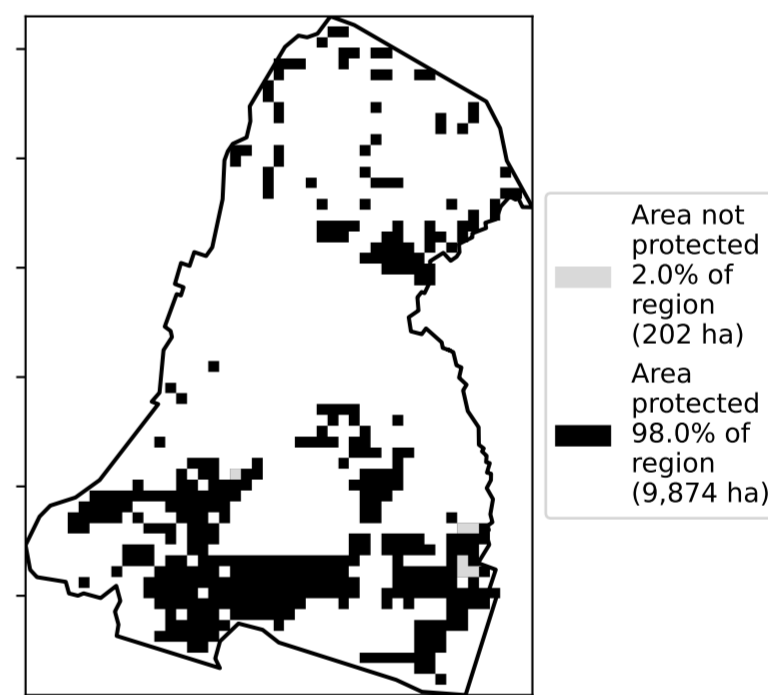 Area not
protected
2.0% of
region
(202 ha)
Area
protected
98.0% of
region
(9,874 ha)